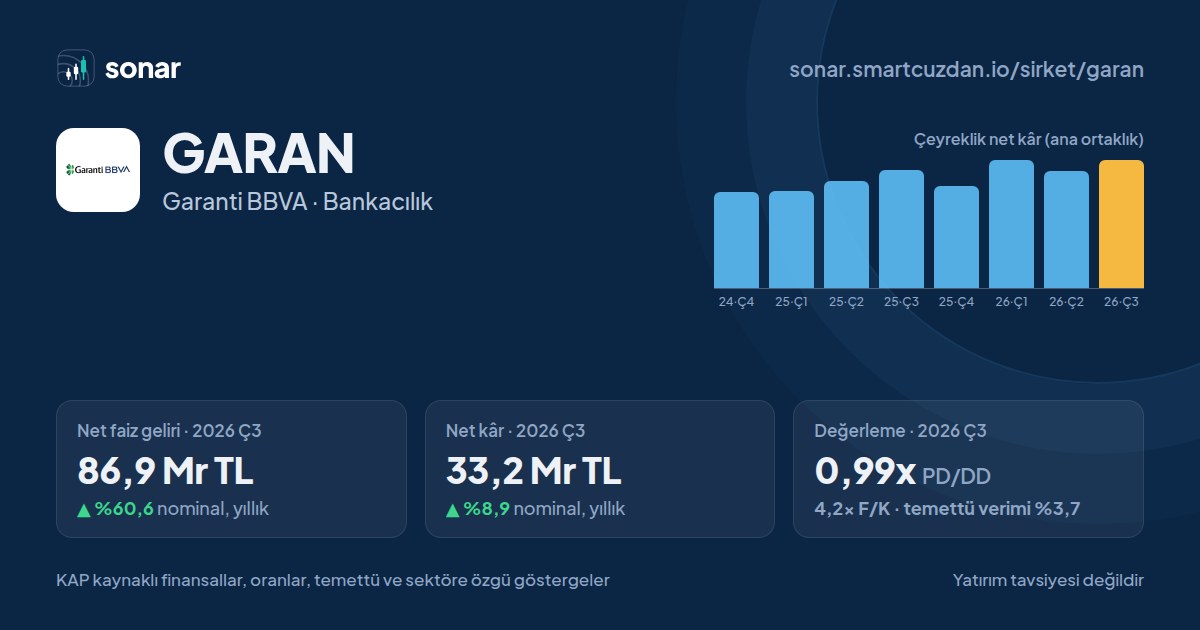 sonar
sonar.smartcuzdan.io/sirket/garan
Garanti BBVA
GARAN
Garanti BBVA · Bankacılık
Çeyreklik net kâr (ana ortaklık)
24·Ç4 25·Ç1 25·Ç2 25·Ç3 25·Ç4 26·Ç1 26·Ç2 26·Ç3
Net faiz geliri · 2026 Ç3
86,9 Mr TL
▲ %60,6 nominal, yıllık
Net kâr · 2026 Ç3
33,2 Mr TL
▲ %8,9 nominal, yıllık
Değerleme · 2026 Ç3
0,99x PD/DD
4,2× F/K · temettü verimi %3,7
KAP kaynaklı finansallar, oranlar, temettü ve sektöre özgü göstergeler
Yatırım tavsiyesi değildir